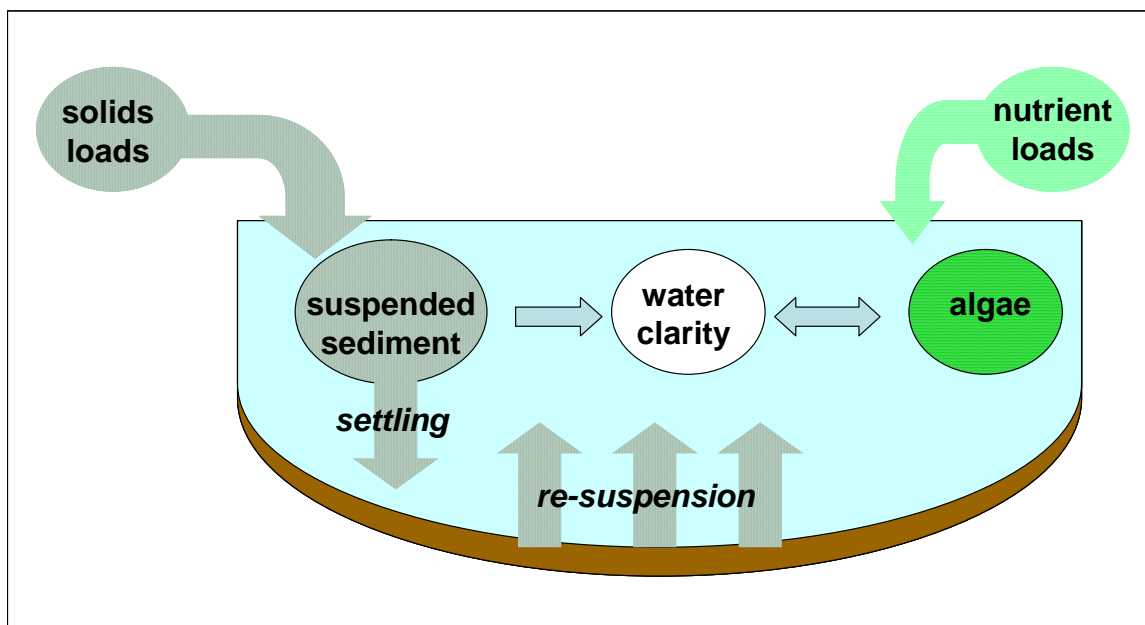 solids
loads
nutrient
loads
suspended
sediment
water
clarity
algae
settling
re-suspension